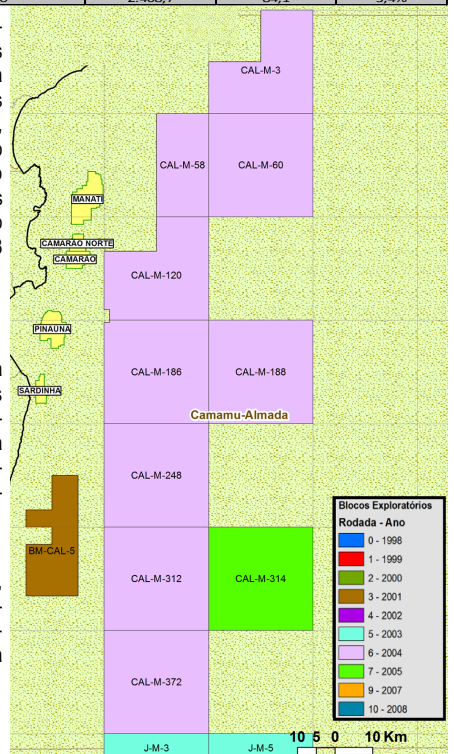 CAL-M-3
CAL-M-58
CAL-M-60
MANATI
CAMARAO NORTE
CAMARAO
CAL-M-120
PINAUNA
CAL-M-186
CAL-M-188
SARDINHA
Camamu-Almada
CAL-M-248
Blocos Exploratórios
Rodada - Ano
0 - 1998
1 - 1999
2 - 2000
3 - 2001
4 - 2002
5 - 2003
6 - 2004
7 - 2005
9 - 2007
10 - 2008
BM-CAL-5
CAL-M-312
CAL-M-314
CAL-M-372
10 5 0 10 Km
J-M-3
J-M-5